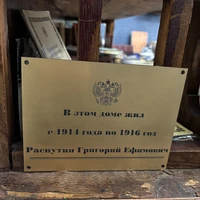 В этом доме жил
с 1914 года по 1916 год
Распутин Григорий Ефимович